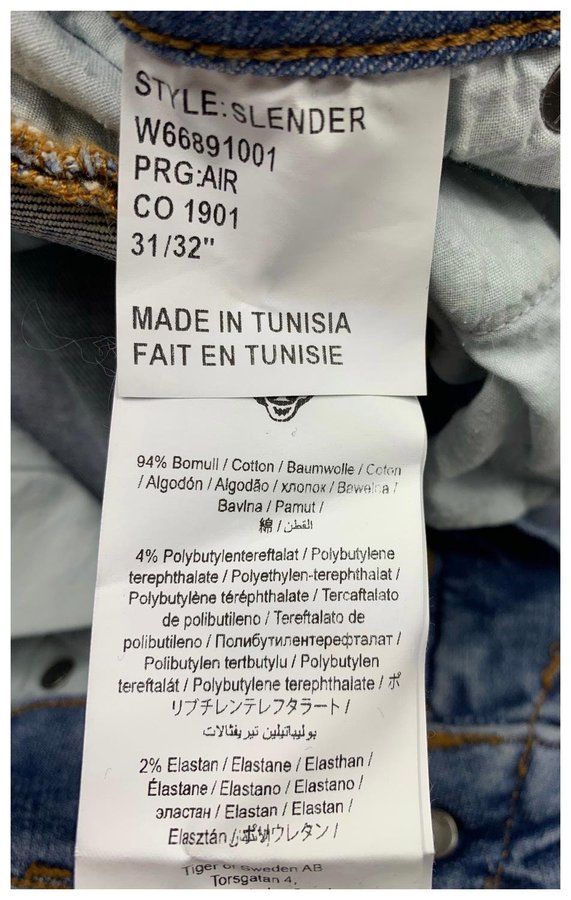 STYLE:SLENDER
W66891001
PRG:AIR
CO 1901
31/32"
MADE IN TUNISIA
FAIT EN TUNISIE
94% Bomull / Cotton / Baumwolle / Coton
/ Algodón / Algodão / хлопок / Bawełna /
Bavlna / Pamut /
綿 / القطن /
4% Polybutylentereftalat / Polybutylene
terephthalate / Polyethylen-terephthalat /
Polybutylène téréphthalate / Tercaftalato
de polibutileno / Tereftalato de
polibutileno / Полибутилентерефталат /
Polibutylen tertbutylu / Polybutylen
tereftalát / Polybutylene terephthalate / ポ
リブチレンテレフタラート /
بوليباتيلين تيريفثالات
2% Elastan / Elastane / Elasthan /
Élastane / Elastano / Elastano /
эластан / Elastan / Elastan /
Elasztán / ポリウレタン /
Tiger of Sweden AB
Torsgatan 4,